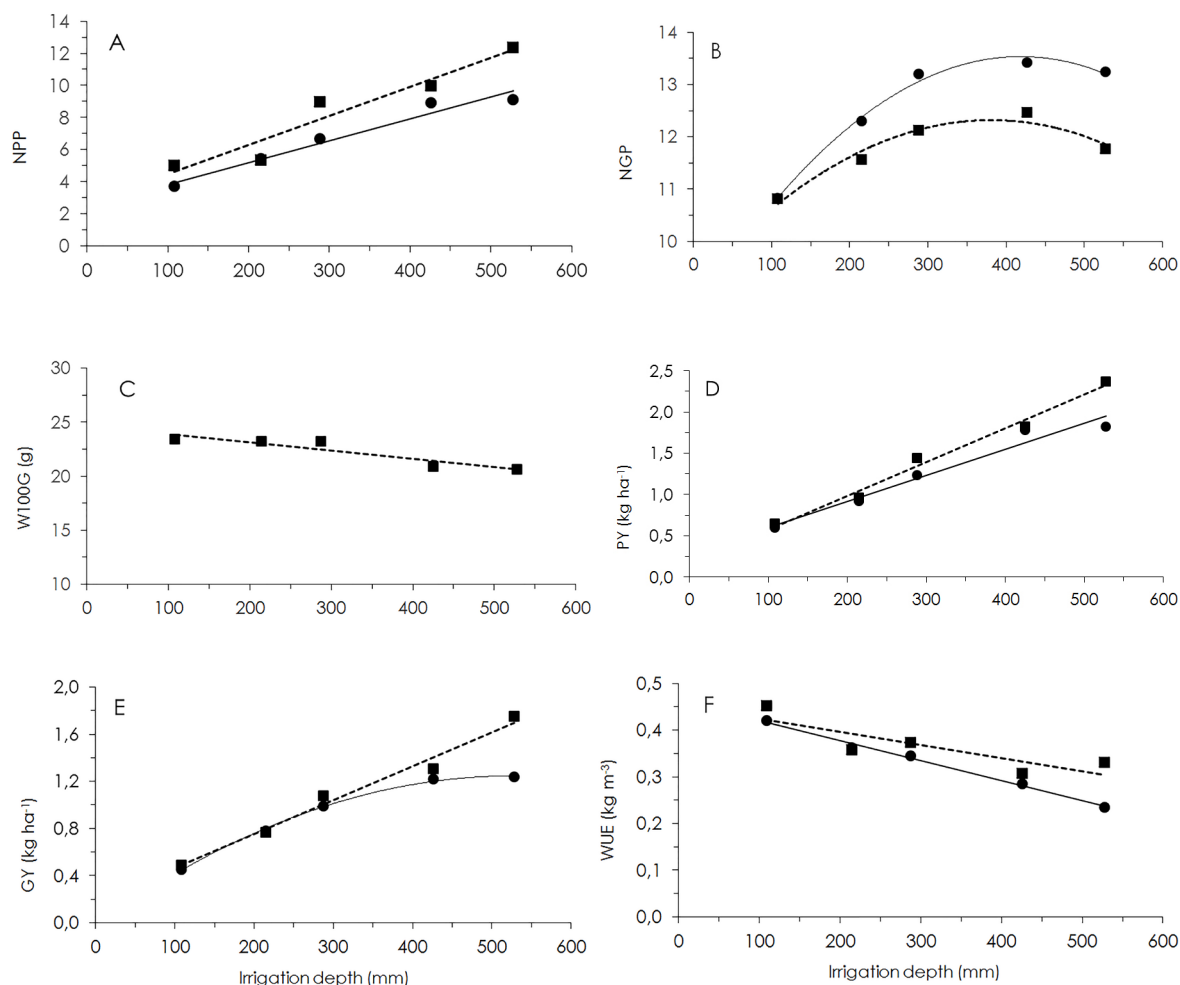 A
NPP
14
12
10
8
6
4
2
0
0 100 200 300 400 500 600
B
NGP
14
13
12
11
10
0 100 200 300 400 500 600
C
W100G (g)
30
25
20
15
10
0 100 200 300 400 500 600
D
PY (kg ha⁻¹)
2,5
2,0
1,5
1,0
0,5
0,0
0 100 200 300 400 500 600
E
GY (kg ha⁻¹)
2,0
1,6
1,2
0,8
0,4
0,0
0 100 200 300 400 500 600
Irrigation depth (mm)
F
WUE (kg m⁻³)
0,5
0,4
0,3
0,2
0,1
0,0
0 100 200 300 400 500 600
Irrigation depth (mm)